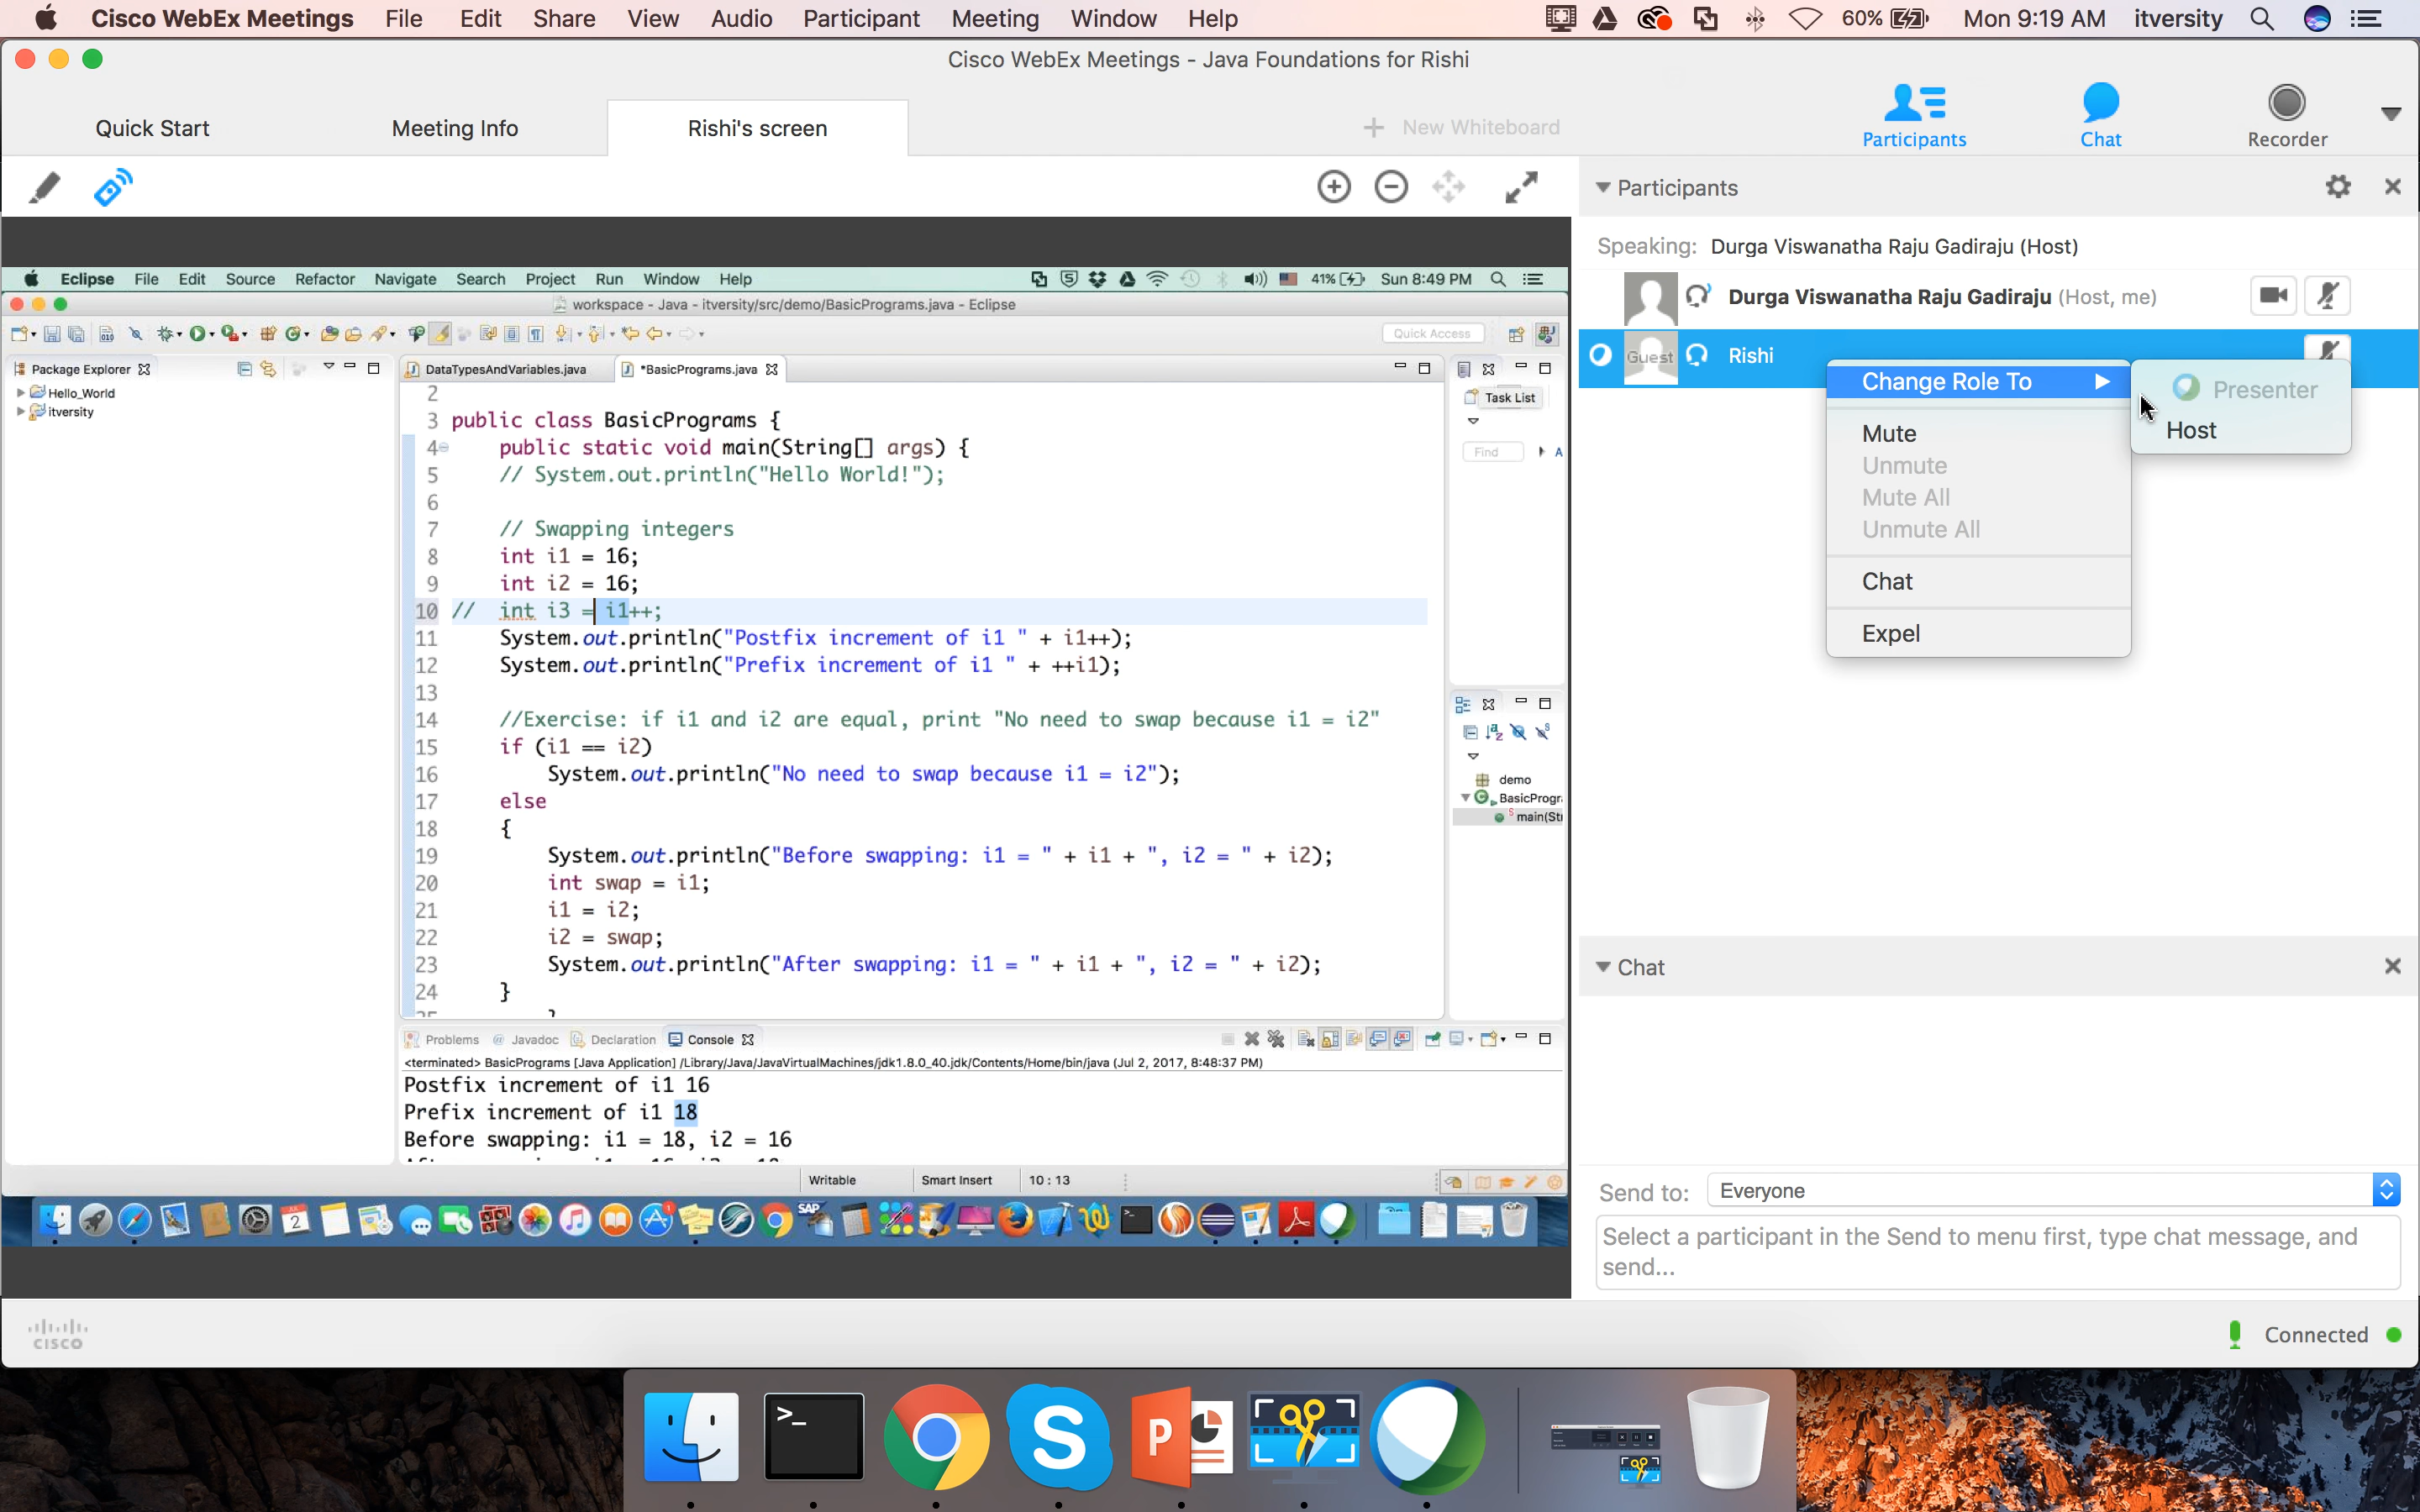 Cisco WebEx Meetings File Edit Share View Audio Participant Meeting Window Help 60% Mon 9:19 AM itversity
Cisco WebEx Meetings - Java Foundations for Rishi
Quick Start Meeting Info Rishi's screen + New Whiteboard Participants Chat Recorder
Participants
Speaking: Durga Viswanatha Raju Gadiraju (Host)
Durga Viswanatha Raju Gadiraju (Host, me)
Guest Rishi
Change Role To
Presenter
Host
Mute
Unmute
Mute All
Unmute All
Chat
Expel
Eclipse File Edit Source Refactor Navigate Search Project Run Window Help 41% Sun 8:49 PM
workspace - Java - itversity/src/demo/BasicPrograms.java - Eclipse
Quick Access
Package Explorer DataTypesAndVariables.java *BasicPrograms.java
Hello_World
itversity
Task List
Find A
2
3 public class BasicPrograms {
4 public static void main(String[] args) {
5 // System.out.println("Hello World!");
6
7 // Swapping integers
8 int i1 = 16;
9 int i2 = 16;
10 // int i3 = i1++;
11 System.out.println("Postfix increment of i1 " + i1++);
12 System.out.println("Prefix increment of i1 " + ++i1);
13
14 //Exercise: if i1 and i2 are equal, print "No need to swap because i1 = i2"
15 if (i1 == i2)
16 System.out.println("No need to swap because i1 = i2");
17 else
18 {
19 System.out.println("Before swapping: i1 = " + i1 + ", i2 = " + i2);
20 int swap = i1;
21 i1 = i2;
22 i2 = swap;
23 System.out.println("After swapping: i1 = " + i1 + ", i2 = " + i2);
24 }
demo
BasicProgr
main(Stri
Problems @ Javadoc Declaration Console
<terminated> BasicPrograms [Java Application] /Library/Java/JavaVirtualMachines/jdk1.8.0_40.jdk/Contents/Home/bin/java (Jul 2, 2017, 8:48:37 PM)
Postfix increment of i1 16
Prefix increment of i1 18
Before swapping: i1 = 18, i2 = 16
Writable Smart Insert 10 : 13
SAP
2
Chat
Send to: Everyone
Select a participant in the Send to menu first, type chat message, and
send...
CISCO
Connected